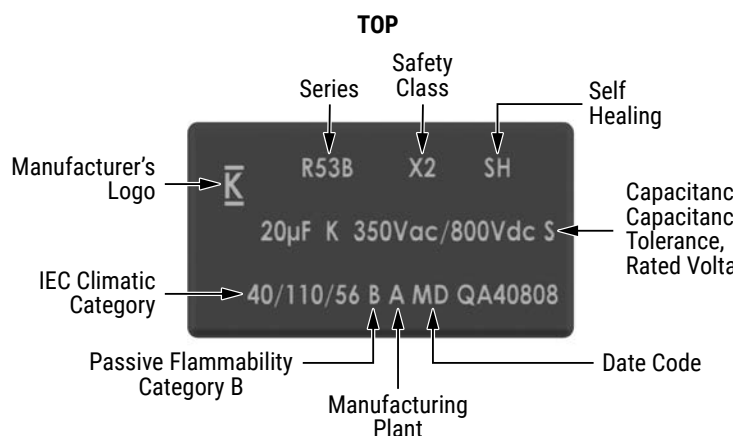 TOP
Safety
Class
Series
Self
Healing
Manufacturer's
Logo
K
R53B X2 SH
20µF K 350Vac/800Vdc S
Capacitanc
Capacitanc
Tolerance,
Rated Volta
IEC Climatic
Category
40/110/56 B A MD QA40808
Passive Flammability
Category B
Manufacturing
Plant
Date Code